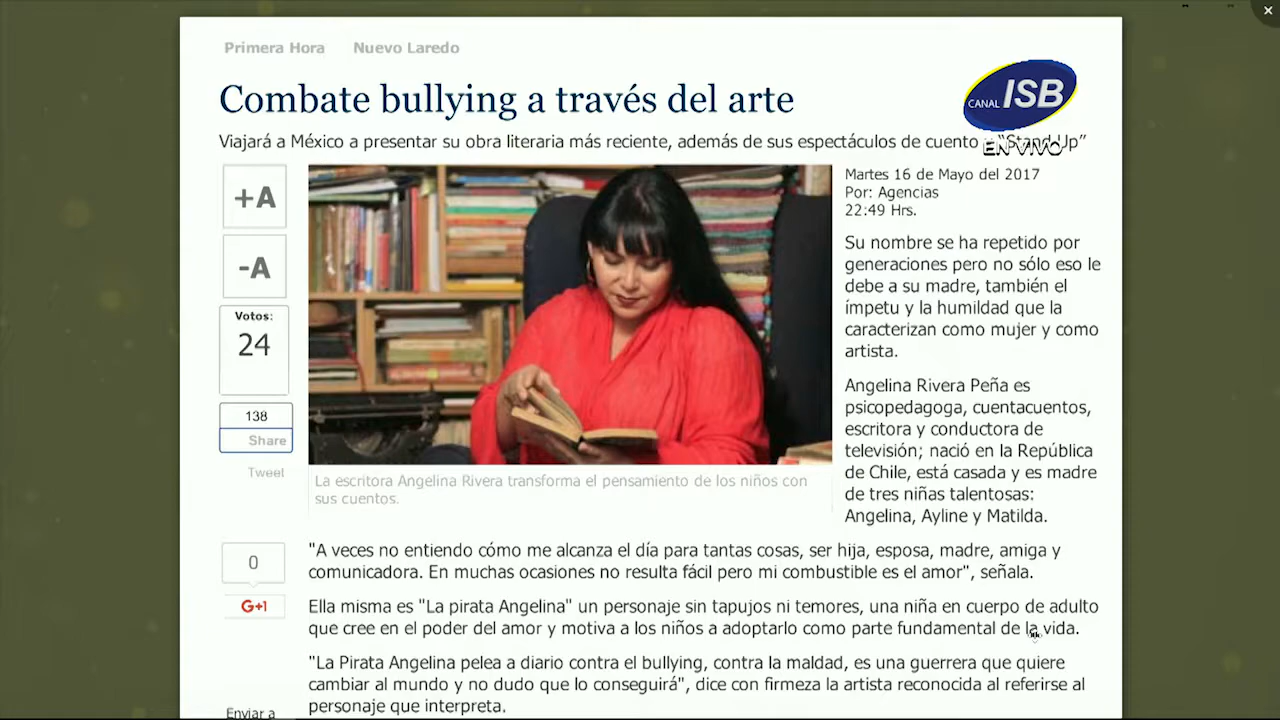 Primera Hora Nuevo Laredo
Combate bullying a través del arte
CANAL ISB
EN VIVO
Viajará a México a presentar su obra literaria más reciente, además de sus espectáculos de cuento y "Stand Up"
+A
-A
Votos:
24
138
Share
Tweet
0
G+1
Enviar a
La escritora Angelina Rivera transforma el pensamiento de los niños con
sus cuentos.
Martes 16 de Mayo del 2017
Por: Agencias
22:49 Hrs.
Su nombre se ha repetido por
generaciones pero no sólo eso le
debe a su madre, también el
ímpetu y la humildad que la
caracterizan como mujer y como
artista.
Angelina Rivera Peña es
psicopedagoga, cuentacuentos,
escritora y conductora de
televisión; nació en la República
de Chile, está casada y es madre
de tres niñas talentosas:
Angelina, Ayline y Matilda.
"A veces no entiendo cómo me alcanza el día para tantas cosas, ser hija, esposa, madre, amiga y
comunicadora. En muchas ocasiones no resulta fácil pero mi combustible es el amor", señala.
Ella misma es "La pirata Angelina" un personaje sin tapujos ni temores, una niña en cuerpo de adulto
que cree en el poder del amor y motiva a los niños a adoptarlo como parte fundamental de la vida.
"La Pirata Angelina pelea a diario contra el bullying, contra la maldad, es una guerrera que quiere
cambiar al mundo y no dudo que lo conseguirá", dice con firmeza la artista reconocida al referirse al
personaje que interpreta.